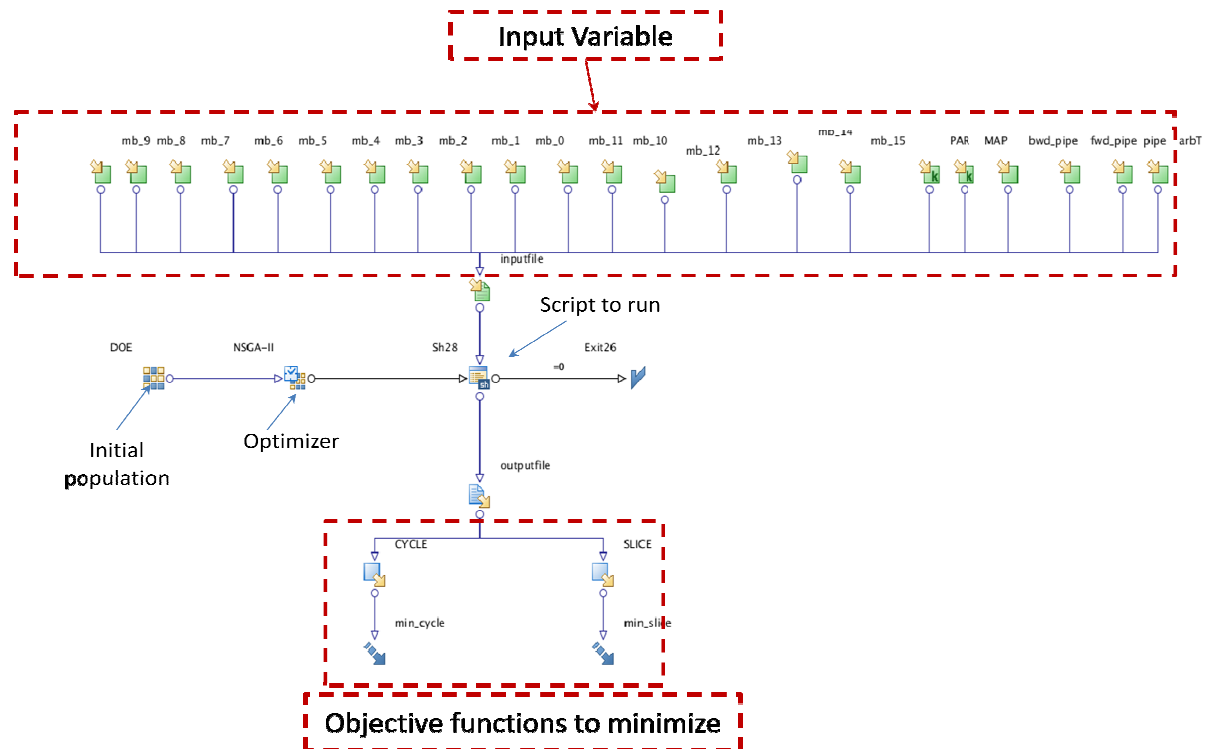 Input Variable
mb_9 mb_8 mb_7 mb_6 mb_5 mb_4 mb_3 mb_2 mb_1 mb_0 mb_11 mb_10 mb_12 mb_13 mb_14 mb_15 PAR MAP bwd_pipe fwd_pipe pipe arbT
inputfile
Script to run
DOE NSGA-II Sh28 Exit26
=0
sh
Initial
population
Optimizer
outputfile
CYCLE SLICE
min_cycle min_slice
Objective functions to minimize